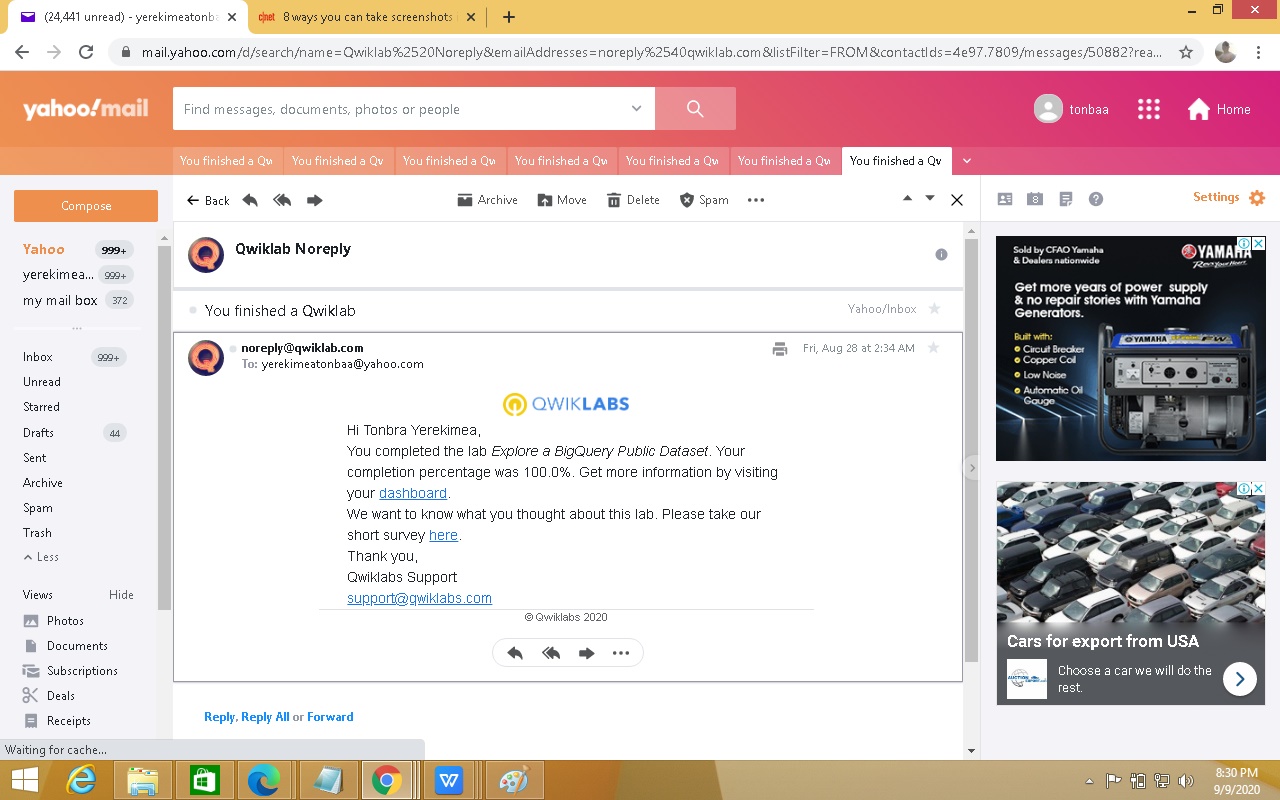 (24,441 unread) - yerekimeatonba
8 ways you can take screenshots
mail.yahoo.com/d/search/name=Qwiklab%2520Noreply&emailAddresses=noreply%2540qwiklab.com&listFilter=FROM&contactIds=4e97.7809/messages/50882?rea...
yahoo!mail
Find messages, documents, photos or people
tonbaa
Home
You finished a Qw
You finished a Qw
You finished a Qw
You finished a Qw
You finished a Qw
You finished a Qw
You finished a Qw
Compose
Back
Archive
Move
Delete
Spam
8
Settings
Yahoo 999+
yerekimea... 999+
my mail box 372
Inbox 999+
Unread
Starred
Drafts 44
Sent
Archive
Spam
Trash
Less
Views Hide
Photos
Documents
Subscriptions
Deals
Receipts
Qwiklab Noreply
You finished a Qwiklab
Yahoo/Inbox
noreply@qwiklab.com
Fri, Aug 28 at 2:34 AM
To: yerekimeatonbaa@yahoo.com
QWIKLABS
Hi Tonbra Yerekimea,
You completed the lab Explore a BigQuery Public Dataset. Your
completion percentage was 100.0%. Get more information by visiting
your dashboard.
We want to know what you thought about this lab. Please take our
short survey here.
Thank you,
Qwiklabs Support
support@qwiklabs.com
© Qwiklabs 2020
Reply, Reply All or Forward
Sold by CFAO Yamaha
& Dealers nationwide
YAMAHA
Revs Your Heart
Get more years of power supply
& no repair stories with Yamaha
Generators.
Built with:
Circuit Breaker
Copper Coil
Low Noise
Automatic Oil
Gauge
YAMAHA
Cars for export from USA
Choose a car we will do the
rest.
Waiting for cache...
8:30 PM
9/9/2020